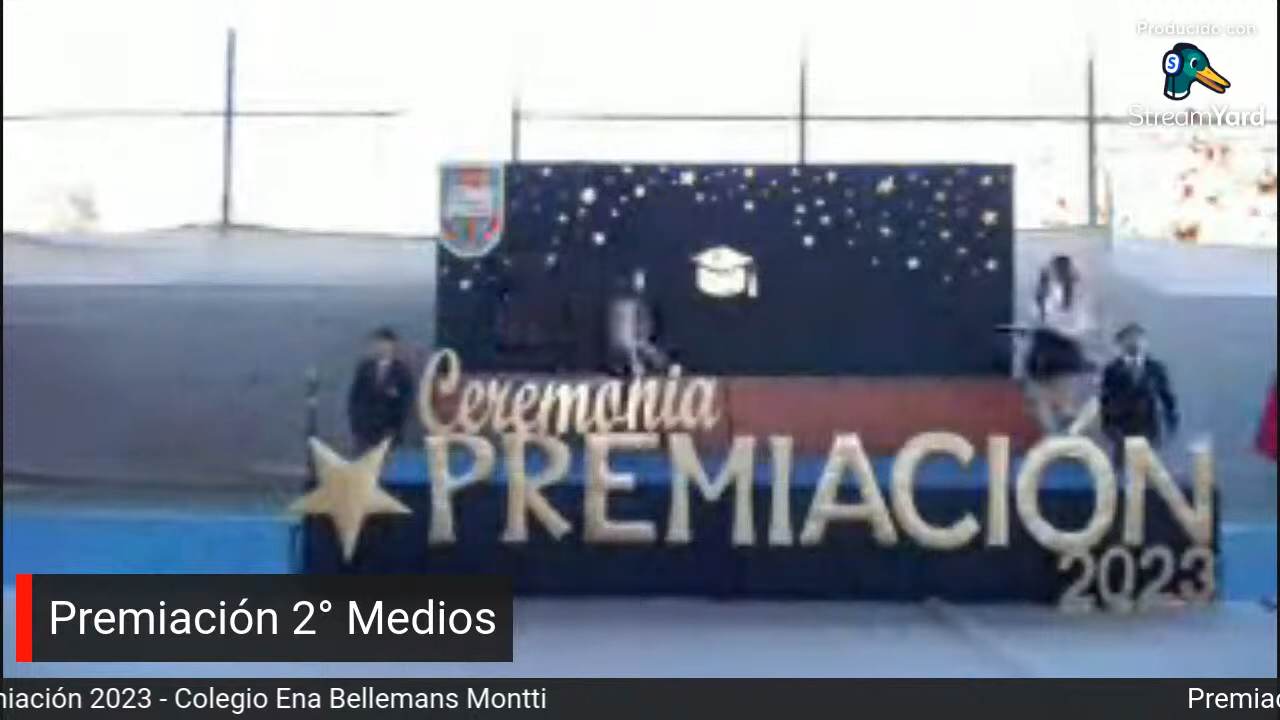 Producido con
StreamYard
Ceremonia
PREMIACIÓN
2023
Premiación 2° Medios
miación 2023 - Colegio Ena Bellemans Montti
Premiac